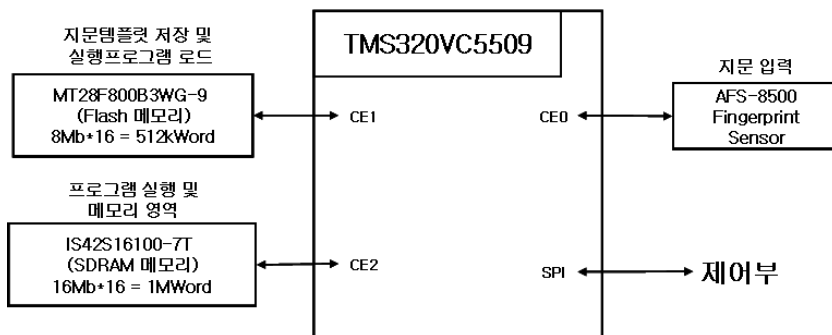 TMS320VC5509
지문템플릿 저장 및
실행프로그램 로드
MT28F800B3WG-9
(Flash 메모리)
8Mb*16 = 512kWord
CE1
CE0
지문 입력
AFS-8500
Fingerprint
Sensor
프로그램 실행 및
메모리 영역
IS42S16100-7T
(SDRAM 메모리)
16Mb*16 = 1MWord
CE2
SPI
제어부